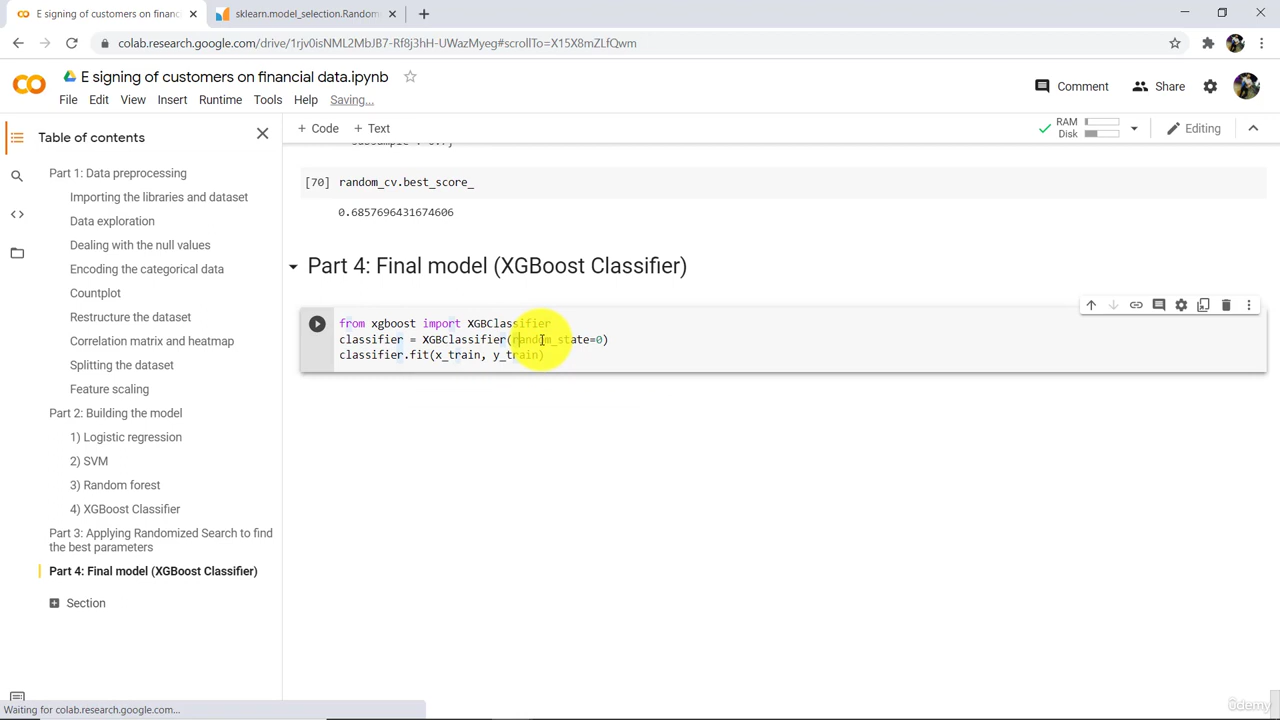 E signing of customers on financ
sklearn.model_selection.Random
colab.research.google.com/drive/1rjv0isNML2MbJB7-Rf8j3hH-UWazMyeg#scrollTo=X15X8mZLfQwm
E signing of customers on financial data.ipynb
File Edit View Insert Runtime Tools Help Saving...
Comment Share
Table of contents
+ Code + Text
RAM
Disk
Editing
Part 1: Data preprocessing
Importing the libraries and dataset
Data exploration
Dealing with the null values
Encoding the categorical data
Countplot
Restructure the dataset
Correlation matrix and heatmap
Splitting the dataset
Feature scaling
Part 2: Building the model
1) Logistic regression
2) SVM
3) Random forest
4) XGBoost Classifier
Part 3: Applying Randomized Search to find
the best parameters
Part 4: Final model (XGBoost Classifier)
Section
[70] random_cv.best_score_
0.6857696431674606
Part 4: Final model (XGBoost Classifier)
from xgboost import XGBClassifier
classifier = XGBClassifier(random_state=0)
classifier.fit(x_train, y_train)
Waiting for colab.research.google.com...
ûdemy